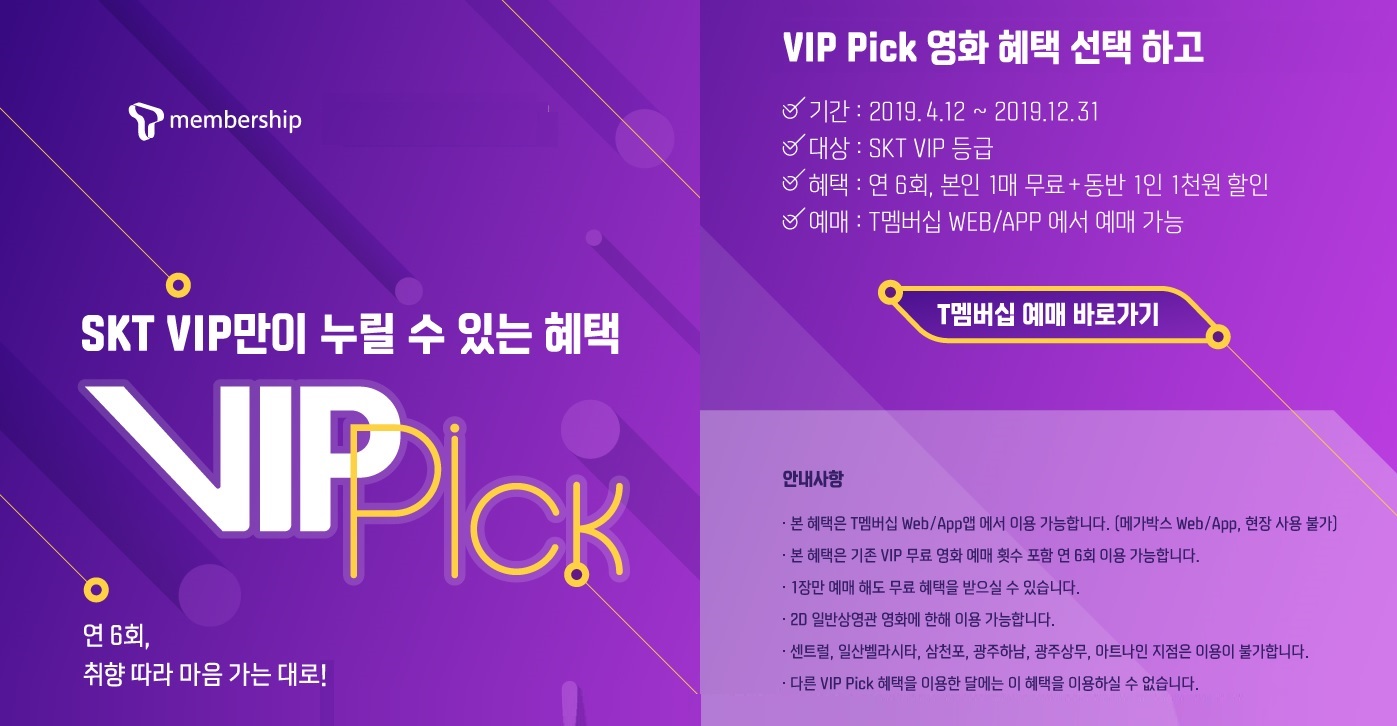 membership
SKT VIP만이 누릴 수 있는 혜택
VIP
Pick
연 6회,
취향 따라 마음 가는 대로!
VIP Pick 영화 혜택 선택 하고
기간 : 2019.4.12 ~ 2019.12.31
대상 : SKT VIP 등급
혜택 : 연 6회, 본인 1매 무료+동반 1인 1천원 할인
예매 : T멤버십 WEB/APP 에서 예매 가능
T멤버십 예매 바로가기
안내사항
· 본 혜택은 T멤버십 Web/App앱 에서 이용 가능합니다. (메가박스 Web/App, 현장 사용 불가)
· 본 혜택은 기존 VIP 무료 영화 예매 횟수 포함 연 6회 이용 가능합니다.
· 1장만 예매 해도 무료 혜택을 받으실 수 있습니다.
· 2D 일반상영관 영화에 한해 이용 가능합니다.
· 센트럴, 일산벨라시타, 삼천포, 광주하남, 광주상무, 아트나인 지점은 이용이 불가합니다.
· 다른 VIP Pick 혜택을 이용한 달에는 이 혜택을 이용하실 수 없습니다.